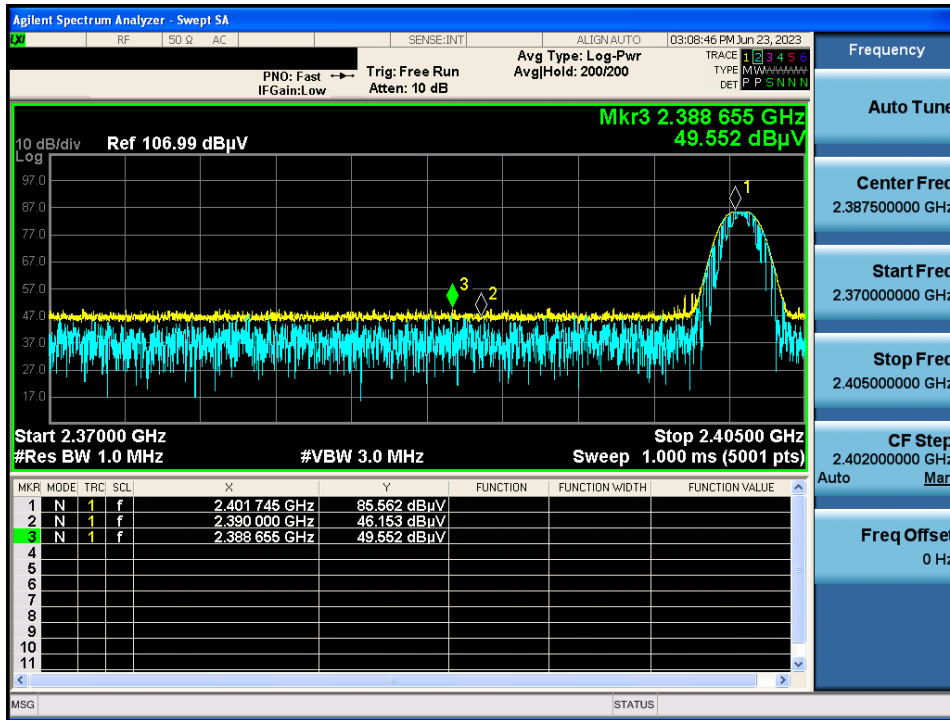 Agilent Spectrum Analyzer - Swept SA
LXI RF 50 Ω AC SENSE:INT ALIGN AUTO 03:08:46 PM Jun 23, 2023
Frequency
PNO: Fast
IFGain:Low
Trig: Free Run
Atten: 10 dB
Avg Type: Log-Pwr
Avg|Hold: 200/200
TRACE 1 2 3 4 5 6
TYPE M W W W W W
DET P P S N N N
Mkr3 2.388 655 GHz
49.552 dBµV
10 dB/div Ref 106.99 dBµV
Log
97.0
87.0
77.0
67.0
57.0
47.0
37.0
27.0
17.0
1
2
3
Start 2.37000 GHz Stop 2.40500 GHz
#Res BW 1.0 MHz #VBW 3.0 MHz Sweep 1.000 ms (5001 pts)
MKR MODE TRC SCL X Y FUNCTION FUNCTION WIDTH FUNCTION VALUE
1 N 1 f 2.401 745 GHz 85.562 dBµV
2 N 1 f 2.390 000 GHz 46.153 dBµV
3 N 1 f 2.388 655 GHz 49.552 dBµV
4
5
6
7
8
9
10
11
MSG STATUS
Auto Tune
Center Freq
2.387500000 GHz
Start Freq
2.370000000 GHz
Stop Freq
2.405000000 GHz
CF Step
2.402000000 GHz
Auto Man
Freq Offset
0 Hz